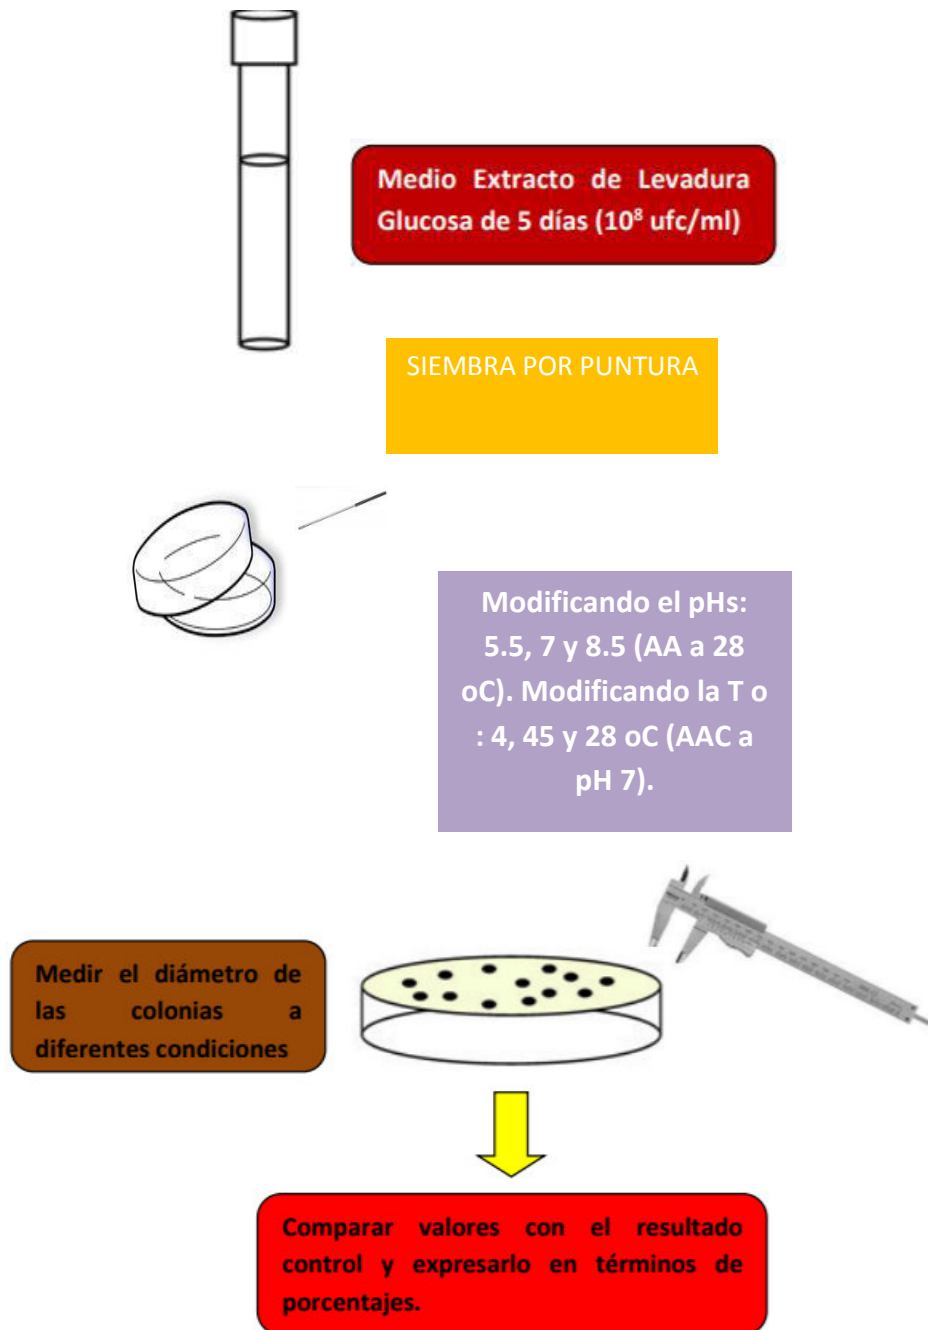 Medio Extracto de Levadura
Glucosa de 5 días (10⁸ ufc/ml)
SIEMBRA POR PUNTURA
Modificando el pHs:
5.5, 7 y 8.5 (AA a 28
oC). Modificando la T o
: 4, 45 y 28 oC (AAC a
pH 7).
Medir el diámetro de
las colonias a
diferentes condiciones
Comparar valores con el resultado
control y expresarlo en términos de
porcentajes.